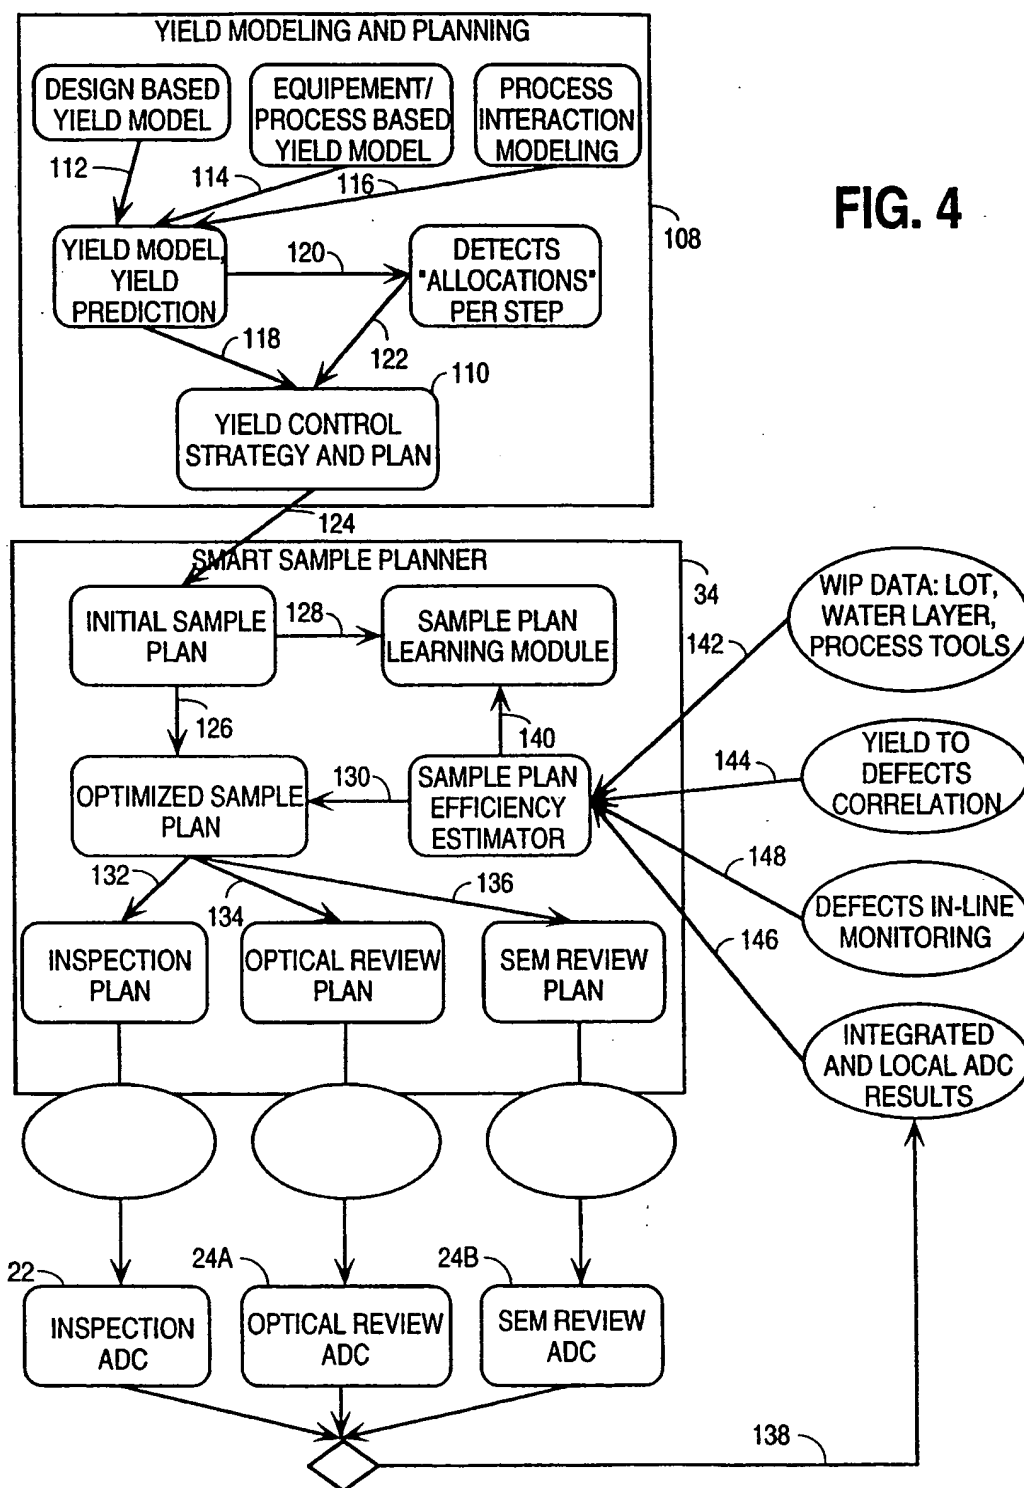 YIELD MODELING AND PLANNING
DESIGN BASED
YIELD MODEL
EQUIPEMENT/
PROCESS BASED
YIELD MODEL
PROCESS
INTERACTION
MODELING
112
114
116
108
FIG. 4
YIELD MODEL,
YIELD
PREDICTION
120
DETECTS
"ALLOCATIONS"
PER STEP
118
122
110
YIELD CONTROL
STRATEGY AND PLAN
124
SMART SAMPLE PLANNER
34
INITIAL SAMPLE
PLAN
128
SAMPLE PLAN
LEARNING MODULE
142
WIP DATA: LOT,
WATER LAYER,
PROCESS TOOLS
126
140
OPTIMIZED SAMPLE
PLAN
130
SAMPLE PLAN
EFFICIENCY
ESTIMATOR
144
YIELD TO
DEFECTS
CORRELATION
132
134
136
148
146
DEFECTS IN-LINE
MONITORING
INSPECTION
PLAN
OPTICAL REVIEW
PLAN
SEM REVIEW
PLAN
INTEGRATED
AND LOCAL ADC
RESULTS
22
24A
24B
INSPECTION
ADC
OPTICAL REVIEW
ADC
SEM REVIEW
ADC
138